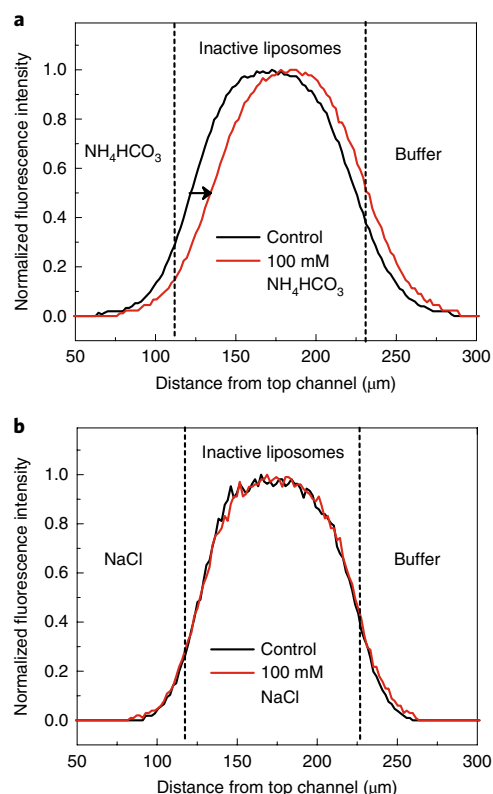 a
Inactive liposomes
NH₄HCO₃
Buffer
Control
100 mM
NH₄HCO₃
Normalized fluorescence intensity
1.0
0.8
0.6
0.4
0.2
0.0
50 100 150 200 250 300
Distance from top channel (μm)
b
Inactive liposomes
NaCl
Buffer
Control
100 mM
NaCl
Normalized fluorescence intensity
1.0
0.8
0.6
0.4
0.2
0.0
50 100 150 200 250 300
Distance from top channel (μm)